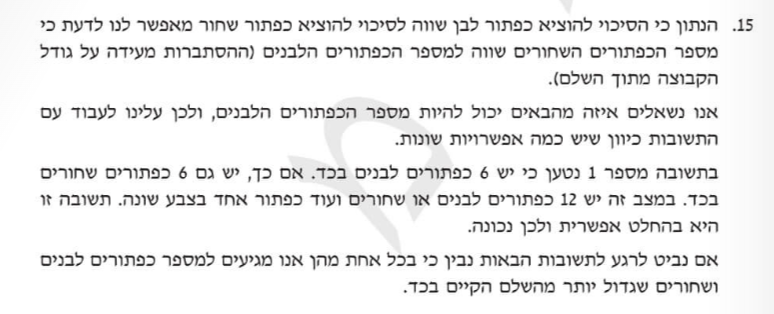 15. הנתון כי הסיכוי להוציא כפתור לבן שווה לסיכוי להוציא כפתור שחור מאפשר לנו לדעת כי
מספר הכפתורים השחורים שווה למספר הכפתורים הלבנים (ההסתברות מעידה על גודל
הקבוצה מתוך השלם).
אנו נשאלים איזה מהבאים יכול להיות מספר הכפתורים הלבנים, ולכן עלינו לעבוד עם
התשובות כיוון שיש כמה אפשרויות שונות.
בתשובה מספר 1 נטען כי יש 6 כפתורים לבנים בכד. אם כך, יש גם 6 כפתורים שחורים
בכד. במצב זה יש 12 כפתורים לבנים או שחורים ועוד כפתור אחד בצבע שונה. תשובה זו
היא בהחלט אפשרית ולכן נכונה.
אם נביט לרגע לתשובות הבאות נבין כי בכל אחת מהן אנו מגיעים למספר כפתורים לבנים
ושחורים שגדול יותר מהשלם הקיים בכד.